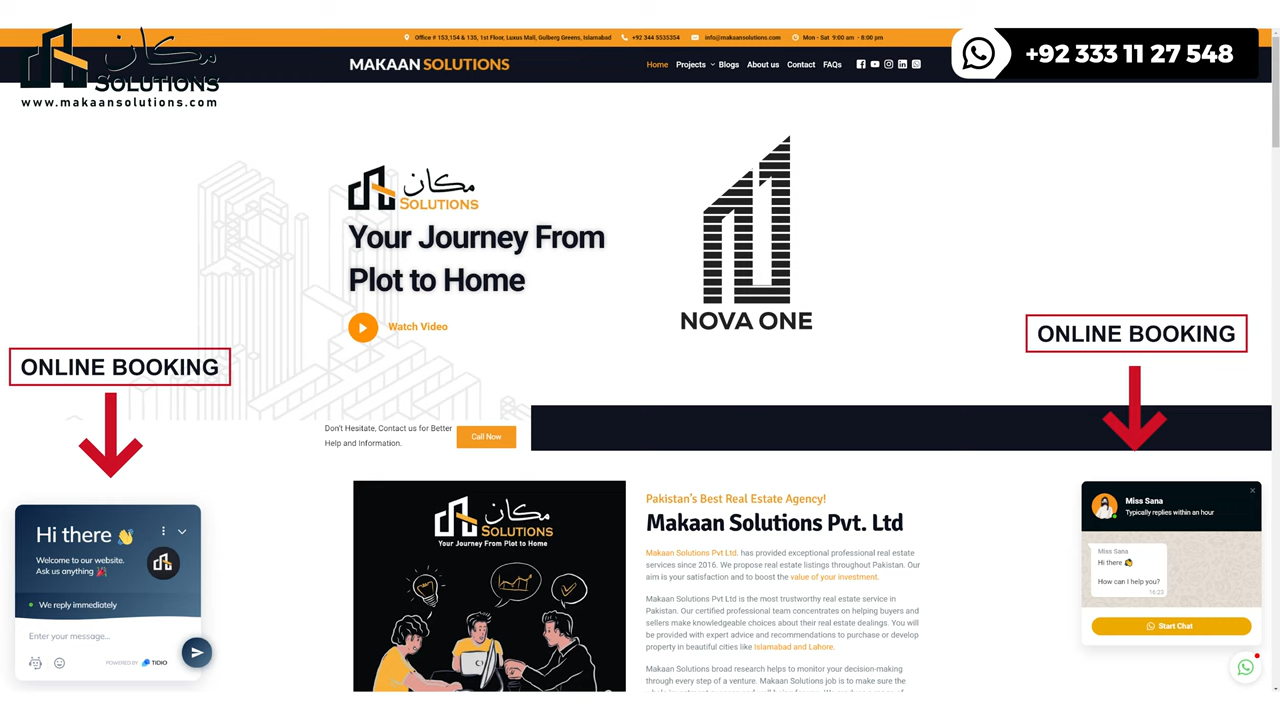 مكان
SOLUTIONS
www.makaansolutions.com
Office # 153,154 & 135, 1st Floor, Luxus Mall, Gulberg Greens, Islamabad
+92 344 5535354
info@makaansolutions.com
Mon - Sat 9:00 am - 8:00 pm
+92 333 11 27 548
MAKAAN SOLUTIONS
Home
Projects
Blogs
About us
Contact
FAQs
مكان
SOLUTIONS
Your Journey From
Plot to Home
Watch Video
NOVA ONE
ONLINE BOOKING
ONLINE BOOKING
Don't Hesitate, Contact us for Better
Help and Information.
Call Now
مكان
SOLUTIONS
Your Journey From Plot to Home
Pakistan's Best Real Estate Agency!
Makaan Solutions Pvt. Ltd
Makaan Solutions Pvt Ltd. has provided exceptional professional real estate
services since 2016. We propose real estate listings throughout Pakistan. Our
aim is your satisfaction and to boost the value of your investment.
Makaan Solutions Pvt Ltd is the most trustworthy real estate service in
Pakistan. Our certified professional team concentrates on helping buyers and
sellers make knowledgeable choices about their real estate dealings. You will
be provided with expert advice and recommendations to purchase or develop
property in beautiful cities like Islamabad and Lahore.
Makaan Solutions broad research helps to monitor your decision-making
through every step of a venture. Makaan Solutions job is to make sure the
Hi there
Welcome to our website.
Ask us anything
We reply immediately
Enter your message...
POWERED BY TIDIO
Miss Sana
Typically replies within an hour
Miss Sana
Hi there
How can I help you?
16:23
Start Chat